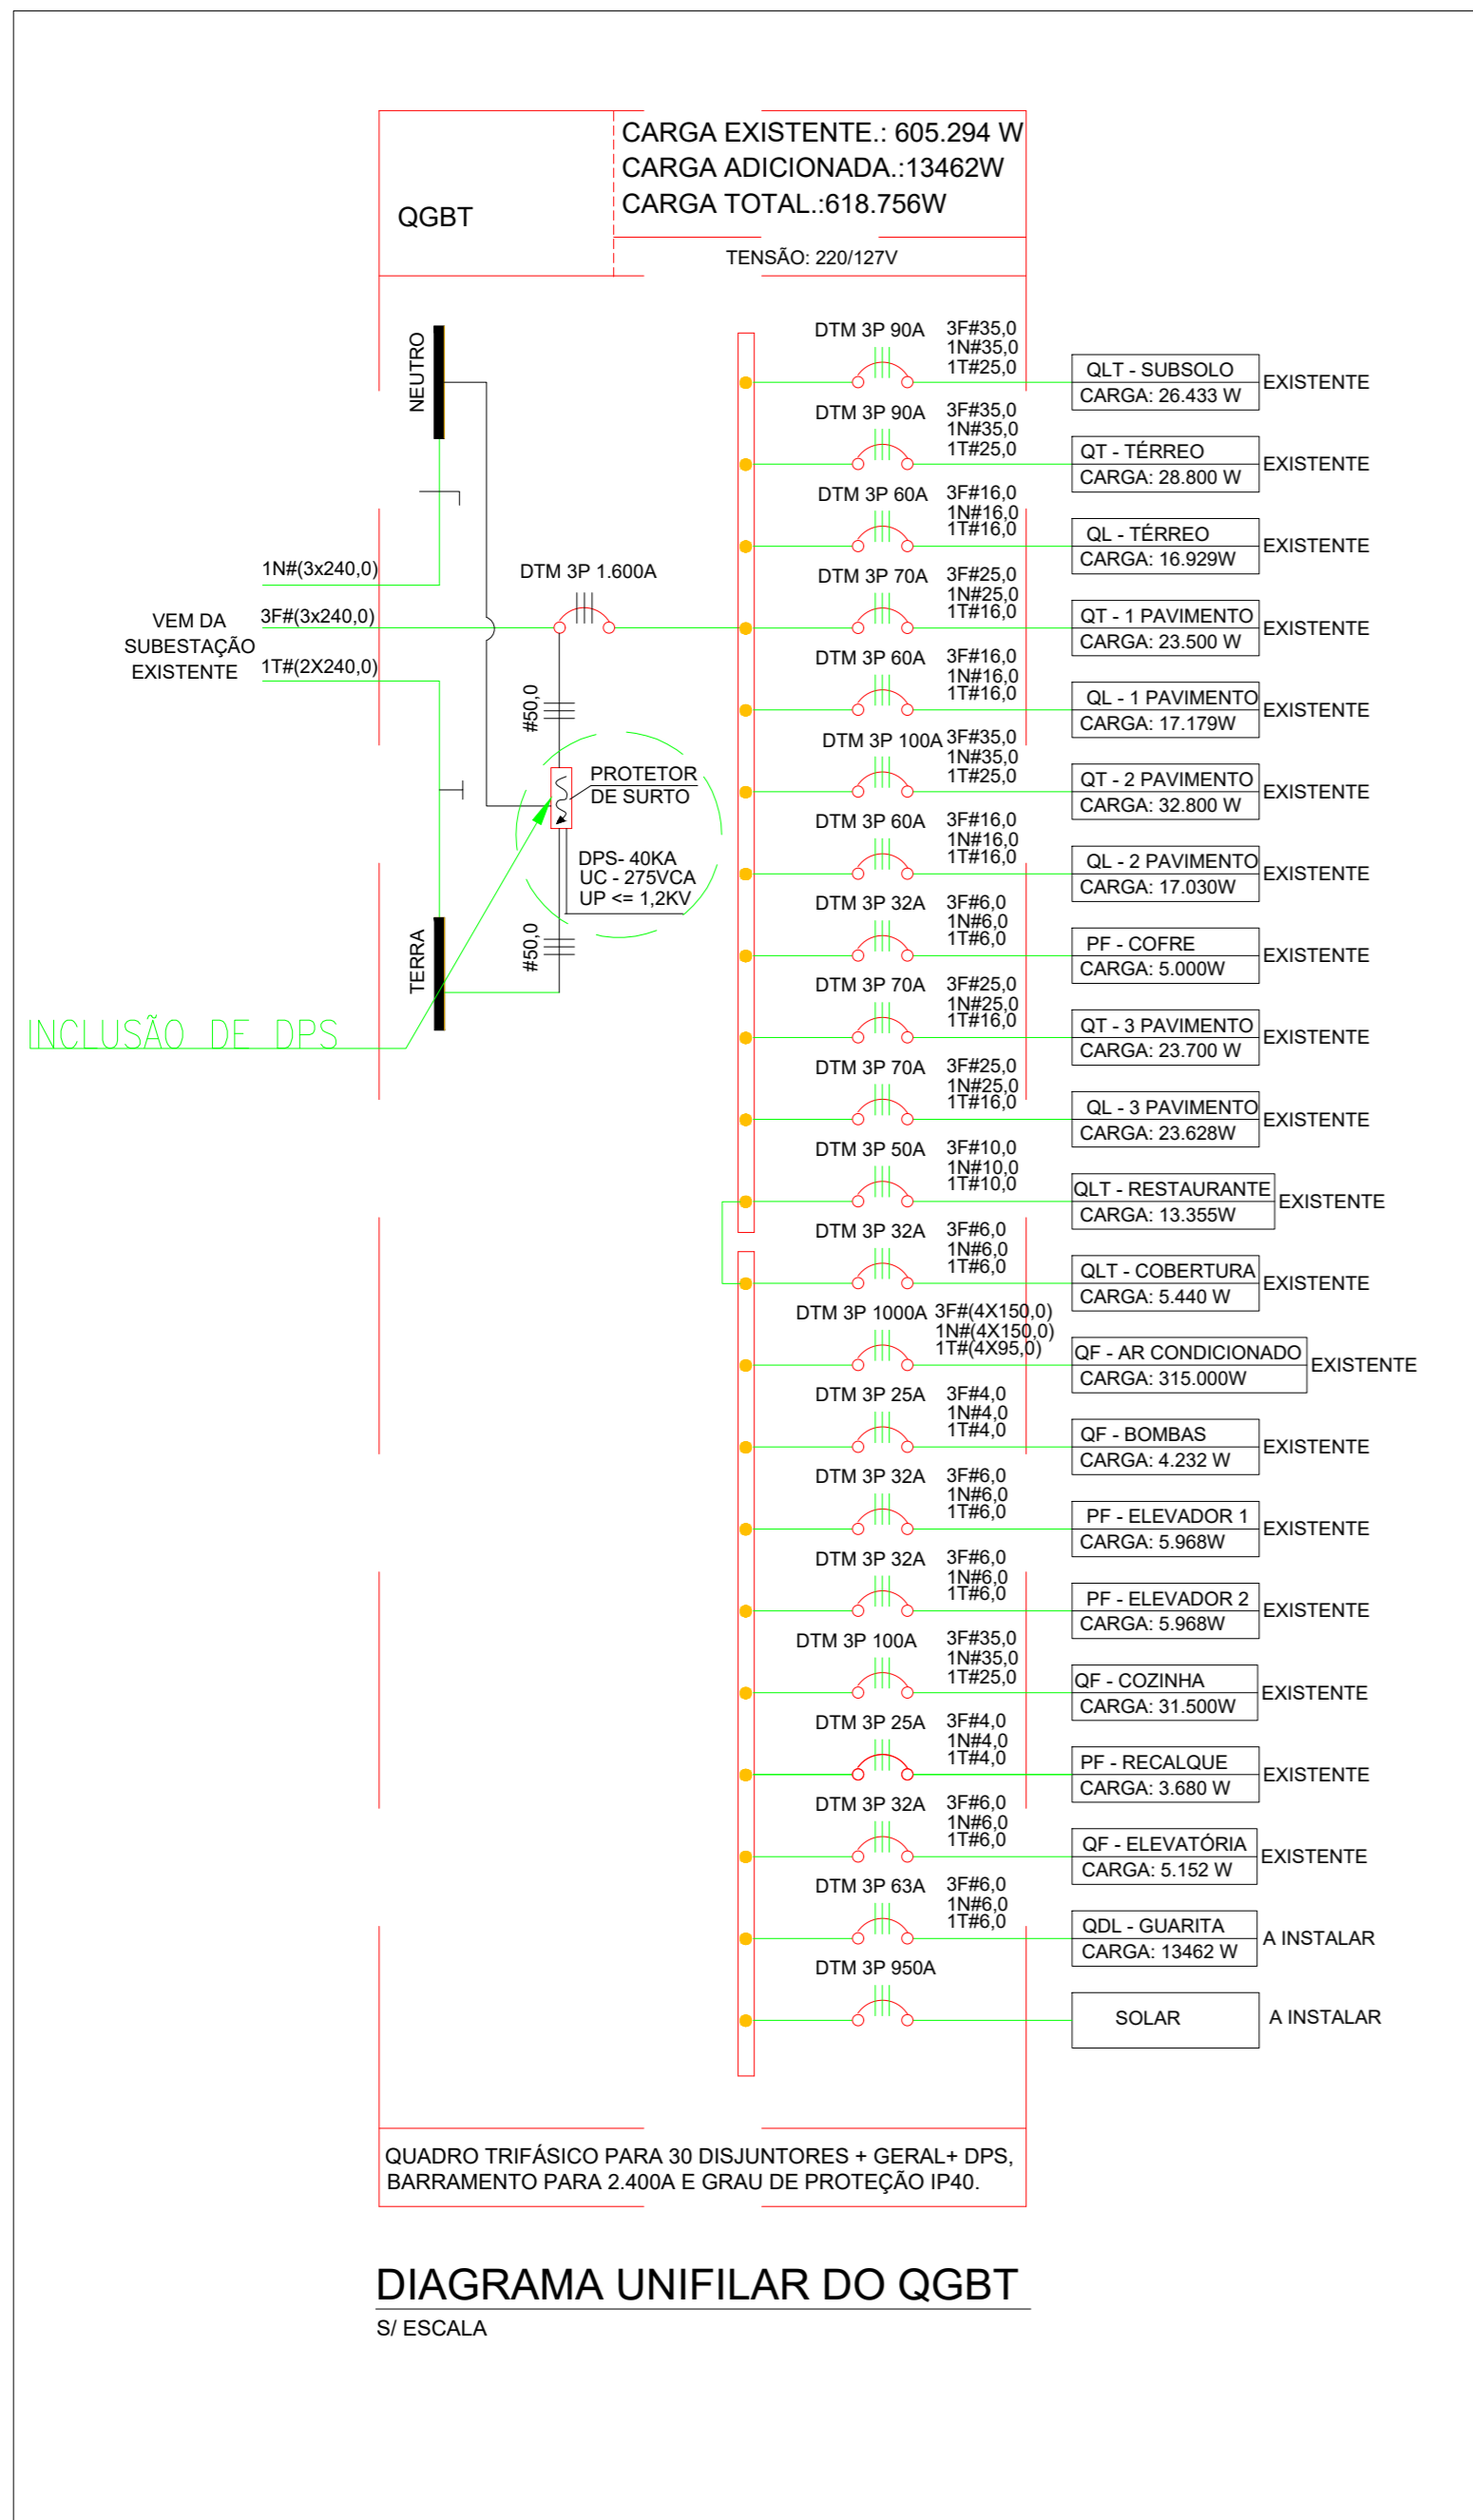 CARGA EXISTENTE.: 605.294 W
CARGA ADICIONADA.:13462W
CARGA TOTAL.:618.756W
QGBT
TENSÃO: 220/127V
NEUTRO
1N#(3x240,0)
3F#(3x240,0)
1T#(2X240,0)
VEM DA
SUBESTAÇÃO
EXISTENTE
DTM 3P 1.600A
#50,0
PROTETOR
DE SURTO
DPS- 40KA
UC - 275VCA
UP <= 1,2KV
#50,0
TERRA
INCLUSÃO DE DPS
DTM 3P 90A
3F#35,0
1N#35,0
1T#25,0
QLT - SUBSOLO
CARGA: 26.433 W
EXISTENTE
DTM 3P 90A
3F#35,0
1N#35,0
1T#25,0
QT - TÉRREO
CARGA: 28.800 W
EXISTENTE
DTM 3P 60A
3F#16,0
1N#16,0
1T#16,0
QL - TÉRREO
CARGA: 16.929W
EXISTENTE
DTM 3P 70A
3F#25,0
1N#25,0
1T#16,0
QT - 1 PAVIMENTO
CARGA: 23.500 W
EXISTENTE
DTM 3P 60A
3F#16,0
1N#16,0
1T#16,0
QL - 1 PAVIMENTO
CARGA: 17.179W
EXISTENTE
DTM 3P 100A
3F#35,0
1N#35,0
1T#25,0
QT - 2 PAVIMENTO
CARGA: 32.800 W
EXISTENTE
DTM 3P 60A
3F#16,0
1N#16,0
1T#16,0
QL - 2 PAVIMENTO
CARGA: 17.030W
EXISTENTE
DTM 3P 32A
3F#6,0
1N#6,0
1T#6,0
PF - COFRE
CARGA: 5.000W
EXISTENTE
DTM 3P 70A
3F#25,0
1N#25,0
1T#16,0
QT - 3 PAVIMENTO
CARGA: 23.700 W
EXISTENTE
DTM 3P 70A
3F#25,0
1N#25,0
1T#16,0
QL - 3 PAVIMENTO
CARGA: 23.628W
EXISTENTE
DTM 3P 50A
3F#10,0
1N#10,0
1T#10,0
QLT - RESTAURANTE
CARGA: 13.355W
EXISTENTE
DTM 3P 32A
3F#6,0
1N#6,0
1T#6,0
QLT - COBERTURA
CARGA: 5.440 W
EXISTENTE
DTM 3P 1000A
3F#(4X150,0)
1N#(4X150,0)
1T#(4X95,0)
QF - AR CONDICIONADO
CARGA: 315.000W
EXISTENTE
DTM 3P 25A
3F#4,0
1N#4,0
1T#4,0
QF - BOMBAS
CARGA: 4.232 W
EXISTENTE
DTM 3P 32A
3F#6,0
1N#6,0
1T#6,0
PF - ELEVADOR 1
CARGA: 5.968W
EXISTENTE
DTM 3P 32A
3F#6,0
1N#6,0
1T#6,0
PF - ELEVADOR 2
CARGA: 5.968W
EXISTENTE
DTM 3P 100A
3F#35,0
1N#35,0
1T#25,0
QF - COZINHA
CARGA: 31.500W
EXISTENTE
DTM 3P 25A
3F#4,0
1N#4,0
1T#4,0
PF - RECALQUE
CARGA: 3.680 W
EXISTENTE
DTM 3P 32A
3F#6,0
1N#6,0
1T#6,0
QF - ELEVATÓRIA
CARGA: 5.152 W
EXISTENTE
DTM 3P 63A
3F#6,0
1N#6,0
1T#6,0
QDL - GUARITA
CARGA: 13462 W
A INSTALAR
DTM 3P 950A
SOLAR
A INSTALAR
QUADRO TRIFÁSICO PARA 30 DISJUNTORES + GERAL+ DPS,
BARRAMENTO PARA 2.400A E GRAU DE PROTEÇÃO IP40.
DIAGRAMA UNIFILAR DO QGBT
S/ ESCALA